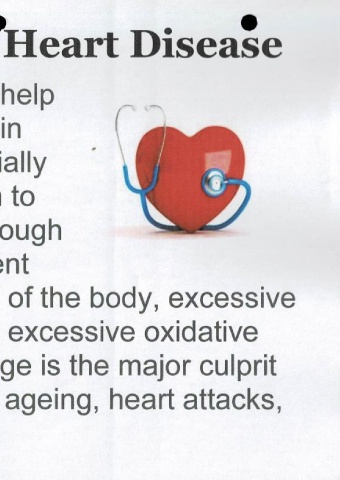 Heart Disease
help
in
ially
to
ough
ent
of the body, excessive
excessive oxidative
ge is the major culprit
ageing, heart attacks,